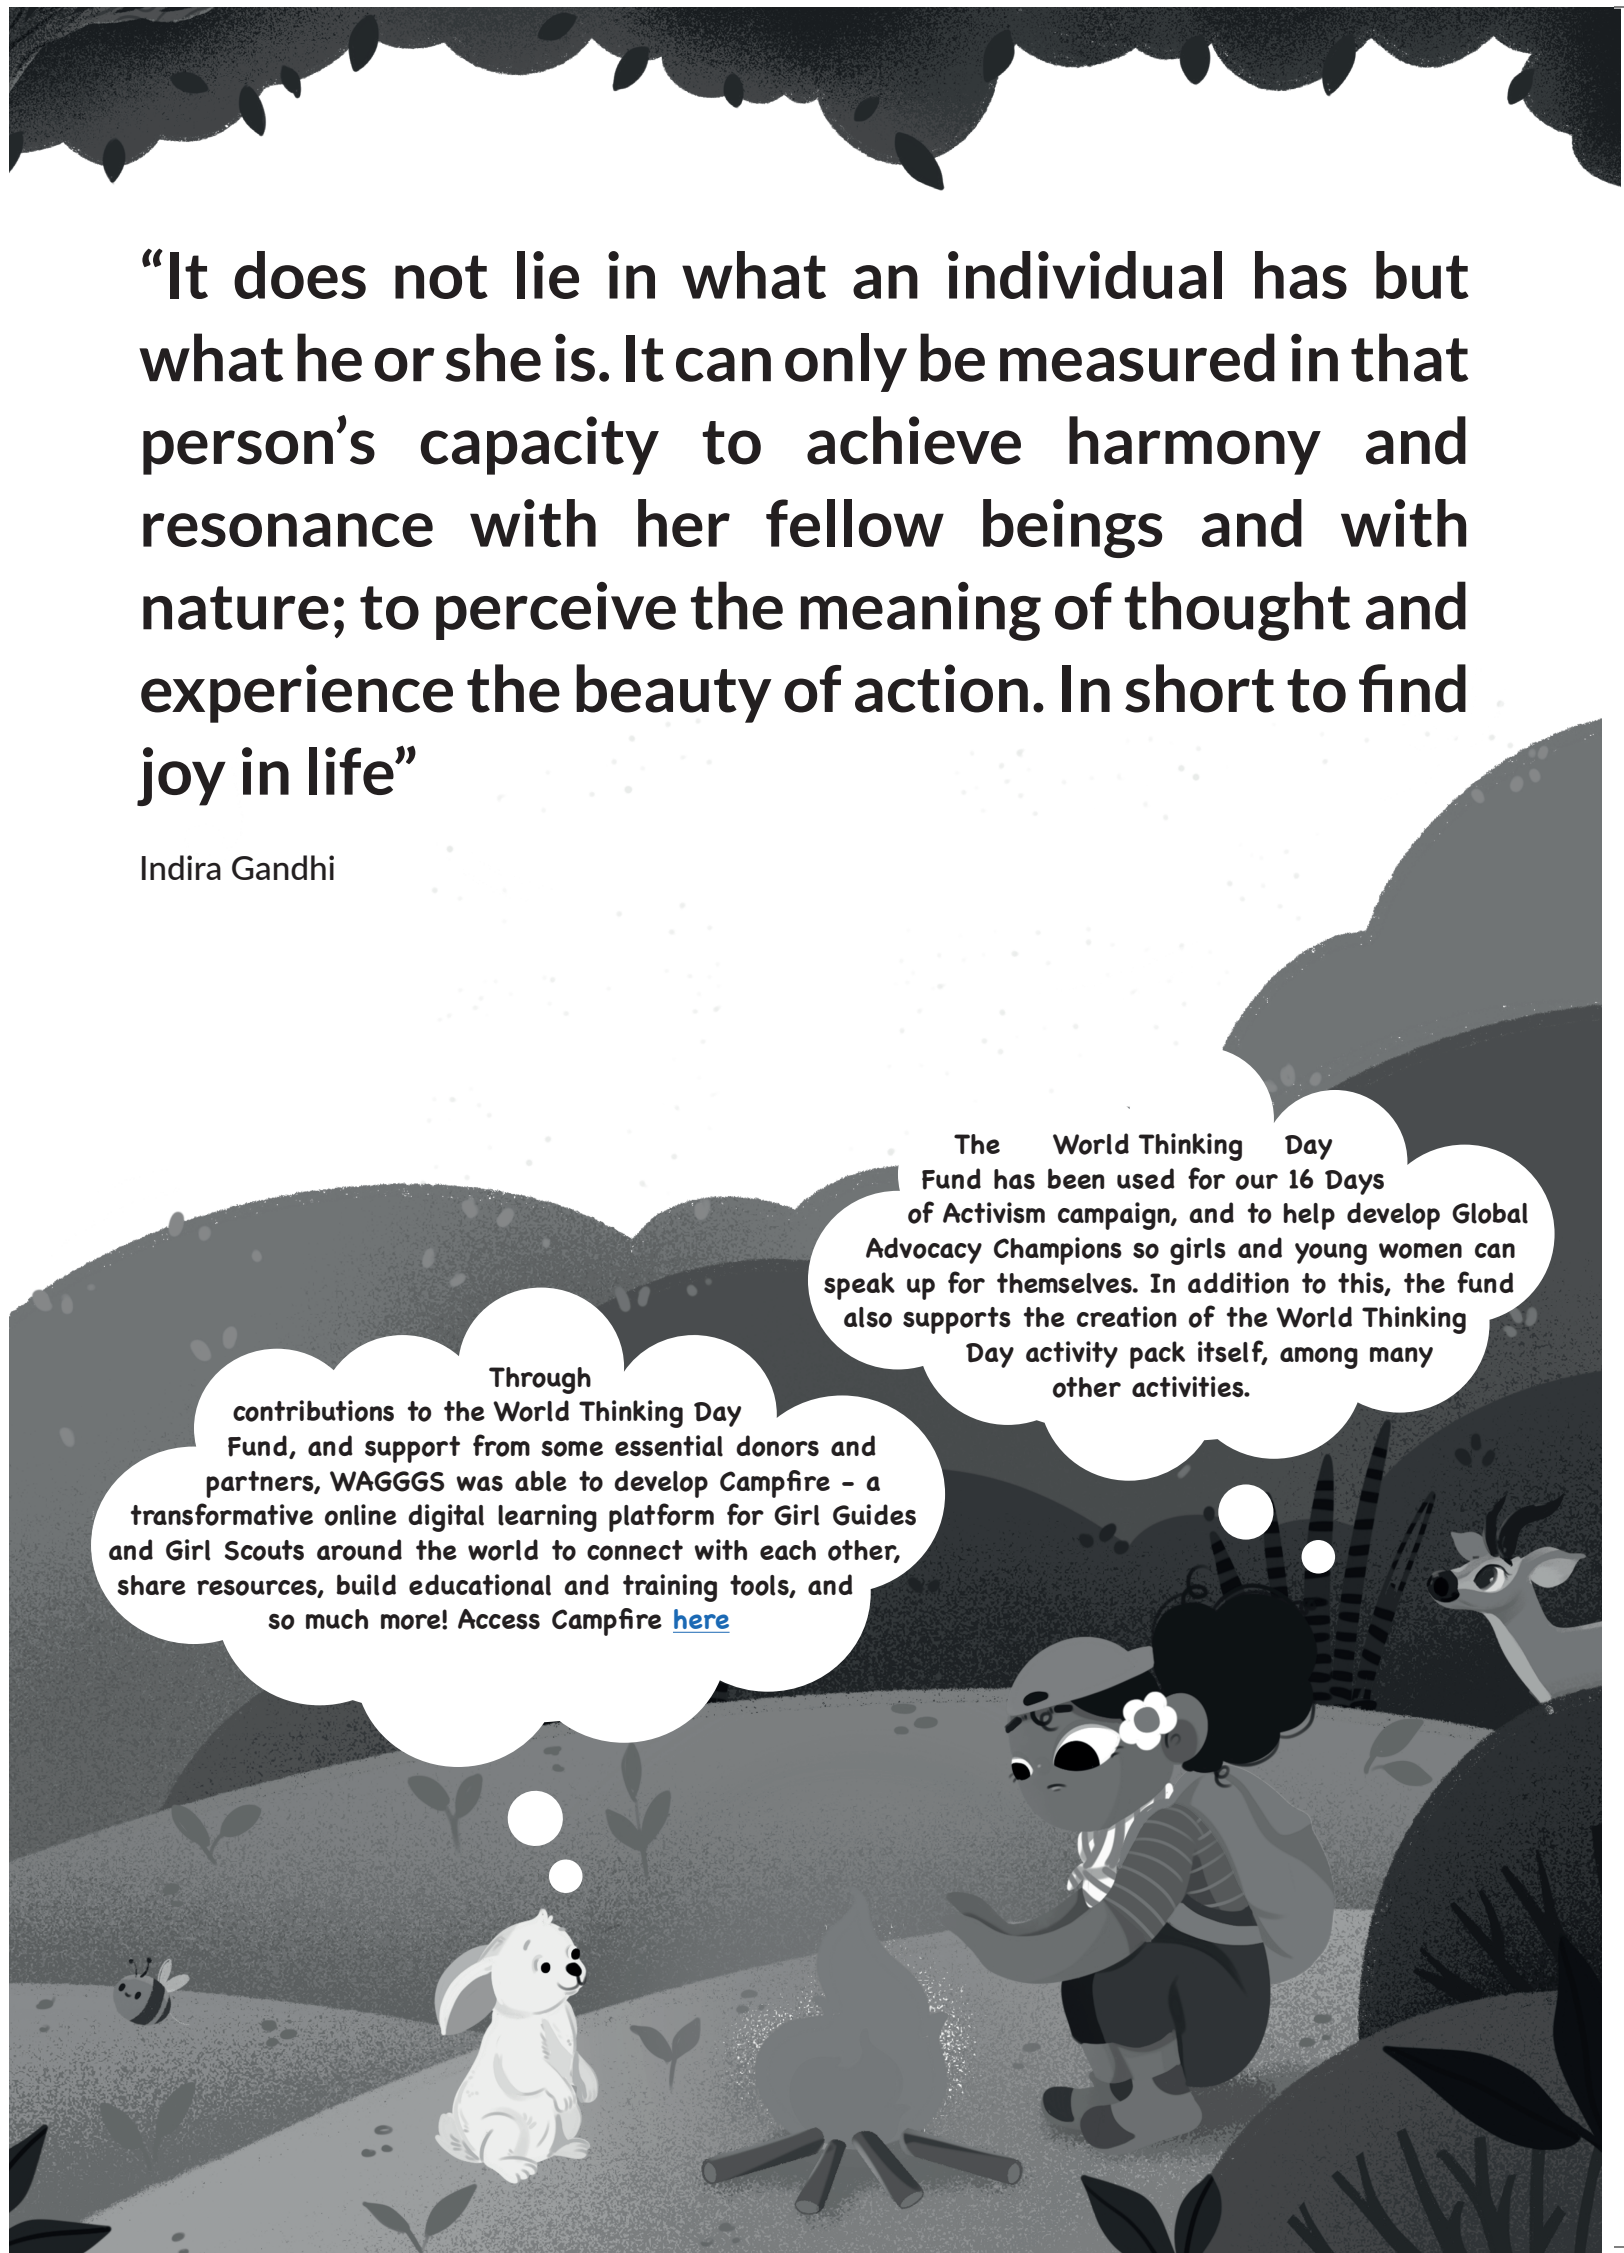 “It does not lie in what an individual has but
what he or she is. It can only be measured in that
person’s capacity to achieve harmony and
resonance with her fellow beings and with
nature; to perceive the meaning of thought and
experience the beauty of action. In short to find
joy in life”
Indira Gandhi
The World Thinking Day
Fund has been used for our 16 Days
of Activism campaign, and to help develop Global
Advocacy Champions so girls and young women can
speak up for themselves. In addition to this, the fund
also supports the creation of the World Thinking
Day activity pack itself, among many
other activities.
Through
contributions to the World Thinking Day
Fund, and support from some essential donors and
partners, WAGGGS was able to develop Campfire - a
transformative online digital learning platform for Girl Guides
and Girl Scouts around the world to connect with each other,
share resources, build educational and training tools, and
so much more! Access Campfire here